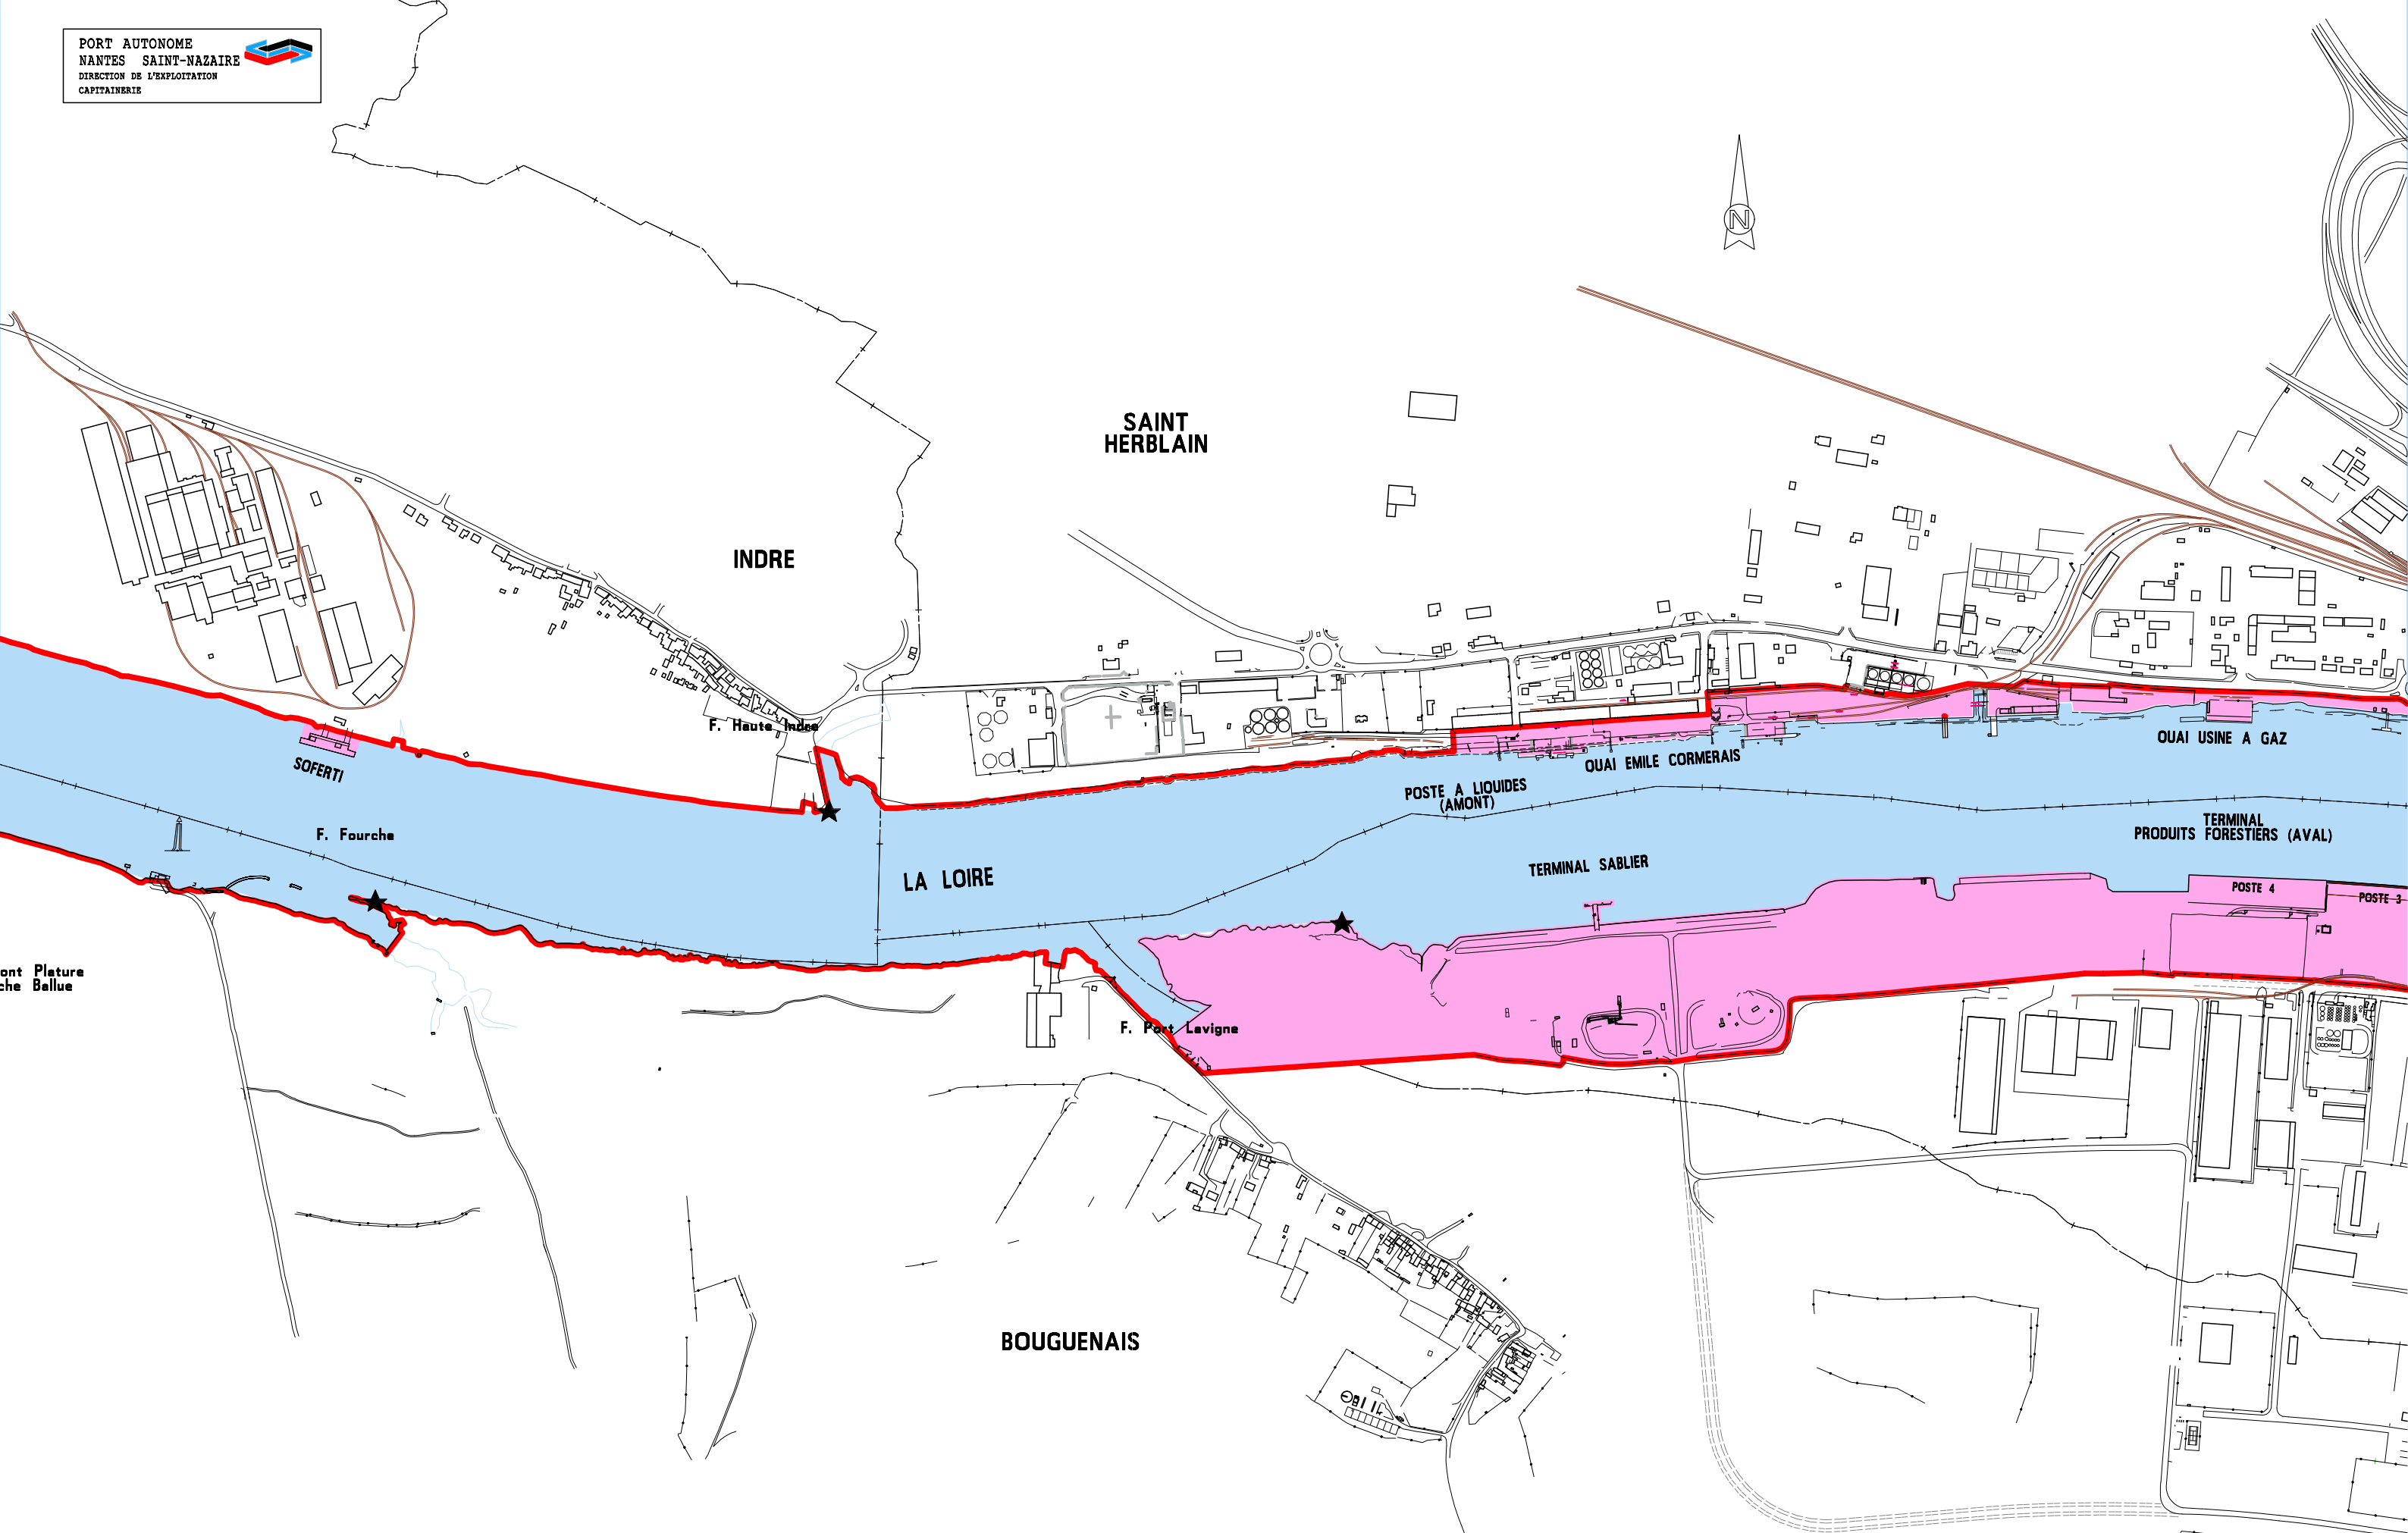 PORT AUTONOME
NANTES SAINT-NAZAIRE
DIRECTION DE L'EXPLOITATION
CAPITAINERIE
N
SAINT
HERBLAIN
INDRE
F. Haute Indre
SOFERTI
QUAI USINE A GAZ
QUAI EMILE CORMERAIS
POSTE A LIQUIDES
(AMONT)
F. Fourche
TERMINAL
PRODUITS FORESTIERS (AVAL)
TERMINAL SABLIER
LA LOIRE
POSTE 4
POSTE 3
ont Plature
che Ballue
F. Port Lavigne
BOUGUENAIS